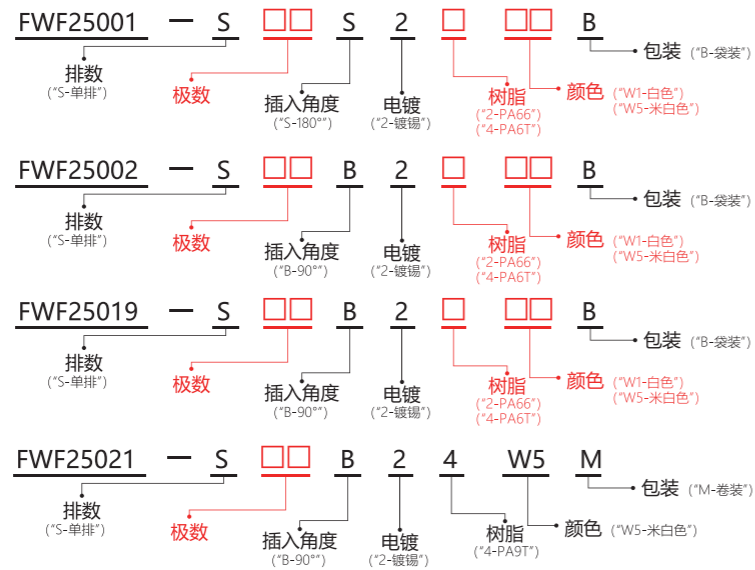 FWF25001 — S □□ S 2 □ □□ B
包装 (“B-袋装”)
排数
(“S-单排”)
极数
插入角度
(“S-180°”)
电镀
(“2-镀锡”)
树脂
(“2-PA66”)
(“4-PA6T”)
颜色 (“W1-白色”)
(“W5-米白色”)
FWF25002 — S □□ B 2 □ □□ B
包装 (“B-袋装”)
排数
(“S-单排”)
极数
插入角度
(“B-90°”)
电镀
(“2-镀锡”)
树脂
(“2-PA66”)
(“4-PA6T”)
颜色 (“W1-白色”)
(“W5-米白色”)
FWF25019 — S □□ B 2 □ □□ B
包装 (“B-袋装”)
排数
(“S-单排”)
极数
插入角度
(“B-90°”)
电镀
(“2-镀锡”)
树脂
(“2-PA66”)
(“4-PA6T”)
颜色 (“W1-白色”)
(“W5-米白色”)
FWF25021 — S □□ B 2 4 W5 M
包装 (“M-卷装”)
排数
(“S-单排”)
极数
插入角度
(“B-90°”)
电镀
(“2-镀锡”)
树脂
(“4-PA9T”)
颜色 (“W5-米白色”)